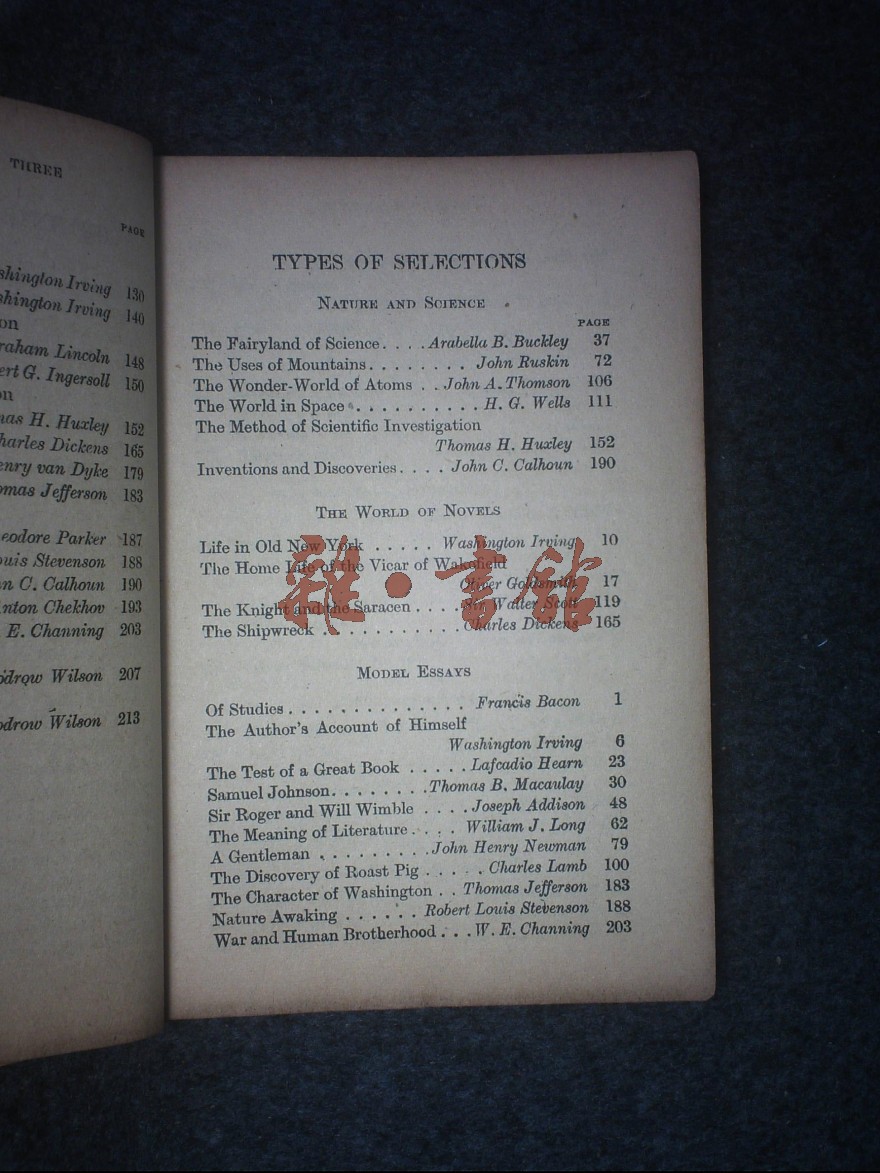 THREE
PAGE
shington Irving 130
shington Irving 140
on
raham Lincoln 148
ert G. Ingersoll 150
on
nas H. Huxley 152
harles Dickens 165
enry van Dyke 179
omas Jefferson 183
eodore Parker 187
ouis Stevenson 188
n C. Calhoun 190
nton Chekhov 193
E. Channing 203
odrow Wilson 207
odrow Wilson 213
TYPES OF SELECTIONS
NATURE AND SCIENCE
PAGE
The Fairyland of Science. . . . Arabella B. Buckley 37
The Uses of Mountains. . . . . . . . John Ruskin 72
The Wonder-World of Atoms . . John A. Thomson 106
The World in Space . . . . . . . . . . H. G. Wells 111
The Method of Scientific Investigation
Thomas H. Huxley 152
Inventions and Discoveries. . . . John C. Calhoun 190
THE WORLD OF NOVELS
Life in Old New York . . . . . Washington Irving 10
The Home Life of the Vicar of Wakefield
Oliver Goldsmith 17
The Knight and the Saracen . . . . Sir Walter Scott 119
The Shipwreck . . . . . . . . . . . Charles Dickens 165
雜·書館
MODEL ESSAYS
Of Studies . . . . . . . . . . . . . . Francis Bacon 1
The Author's Account of Himself
Washington Irving 6
The Test of a Great Book . . . . . Lafcadio Hearn 23
Samuel Johnson. . . . . . . . Thomas B. Macaulay 30
Sir Roger and Will Wimble . . . . Joseph Addison 48
The Meaning of Literature . . . . William J. Long 62
A Gentleman . . . . . . . . . John Henry Newman 79
The Discovery of Roast Pig . . . . . Charles Lamb 100
The Character of Washington . . Thomas Jefferson 183
Nature Awaking . . . . . . Robert Louis Stevenson 188
War and Human Brotherhood . . . W. E. Channing 203